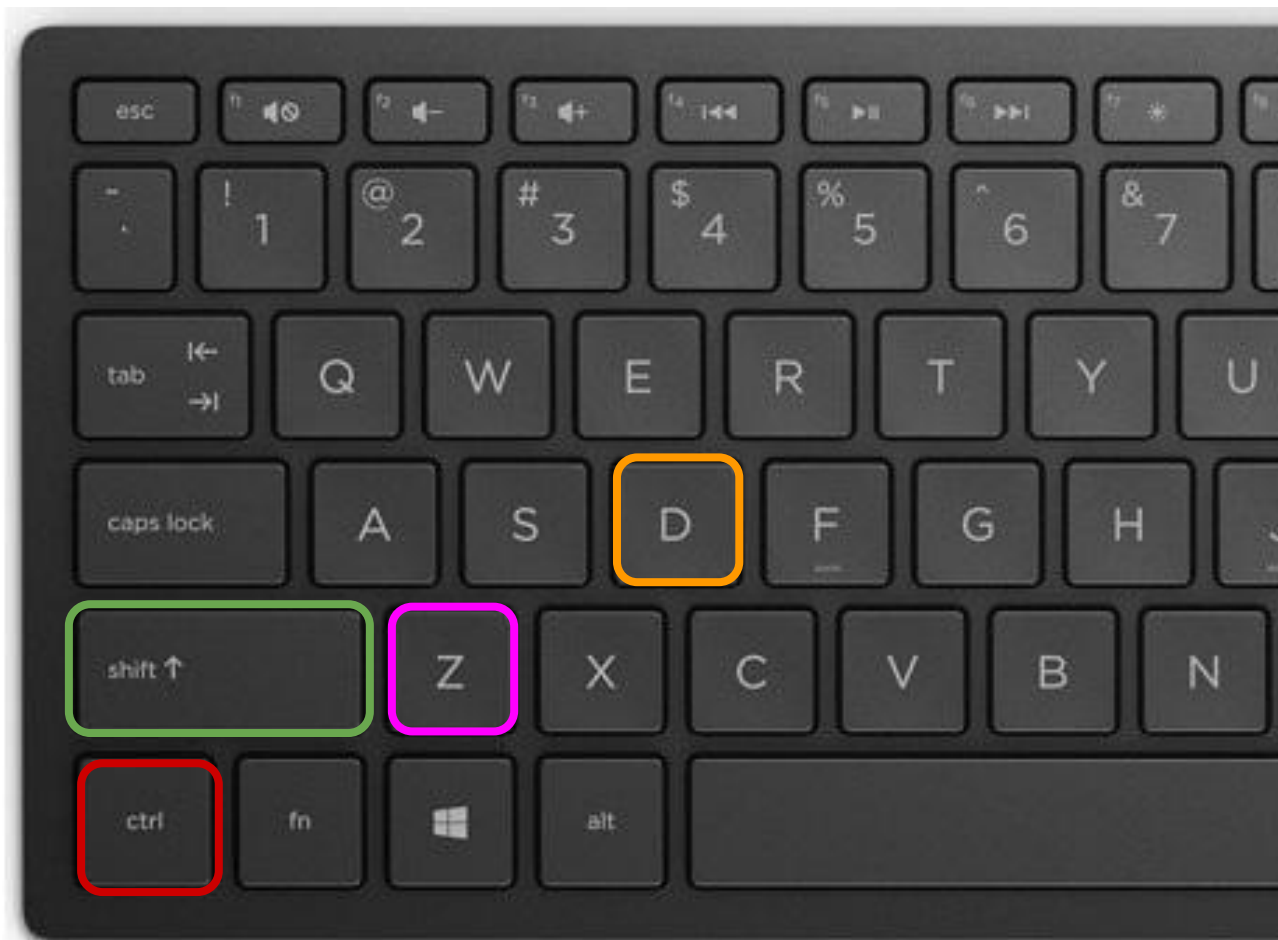 esc f1 f2 f3 f4 f5 f6 f7 f8
~ ! @ # $ % ^ &
` 1 2 3 4 5 6 7
tab Q W E R T Y U
caps lock A S D F G H J
shift ↑ Z X C V B N
ctrl fn alt